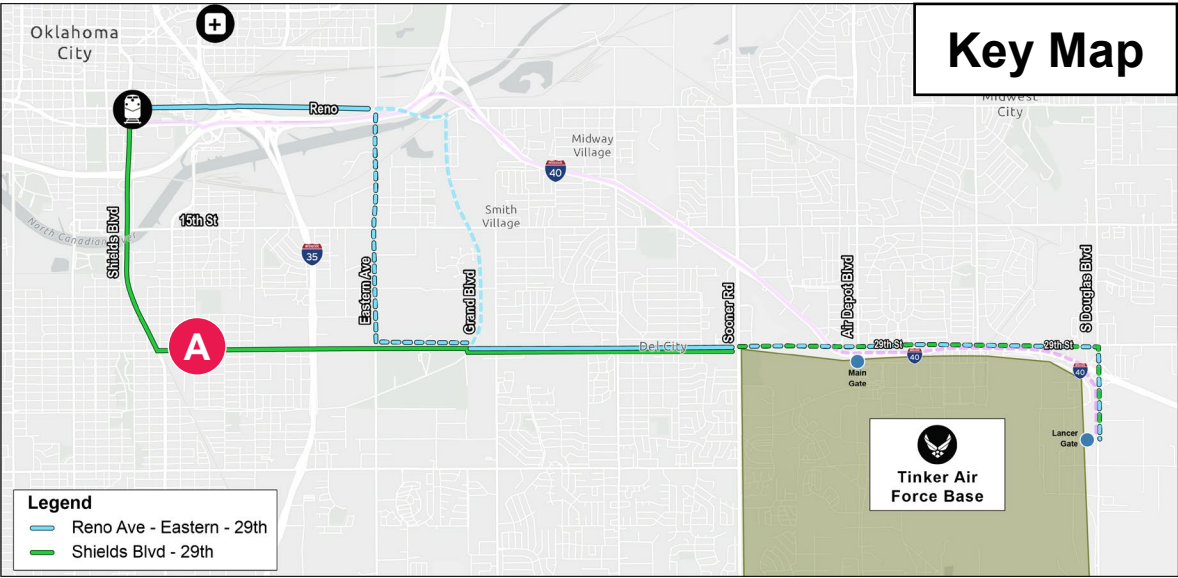 Key Map
Oklahoma
City
Midwest
City
Reno
Midway
Village
40
Smith
Village
15th St
North Canadian River
Shields Blvd
35
Eastern Ave
Grand Blvd
Sooner Rd
Air Depot Blvd
S Douglas Blvd
A
Del City
29th St
29th St
40
40
Main
Gate
Lancer
Gate
Tinker Air
Force Base
Legend
Reno Ave - Eastern - 29th
Shields Blvd - 29th